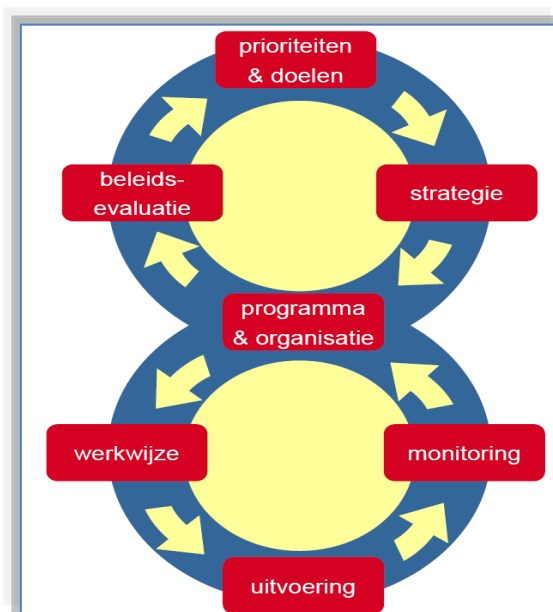 prioriteiten
& doelen
beleids-
evaluatie
strategie
programma
& organisatie
werkwijze
monitoring
uitvoering